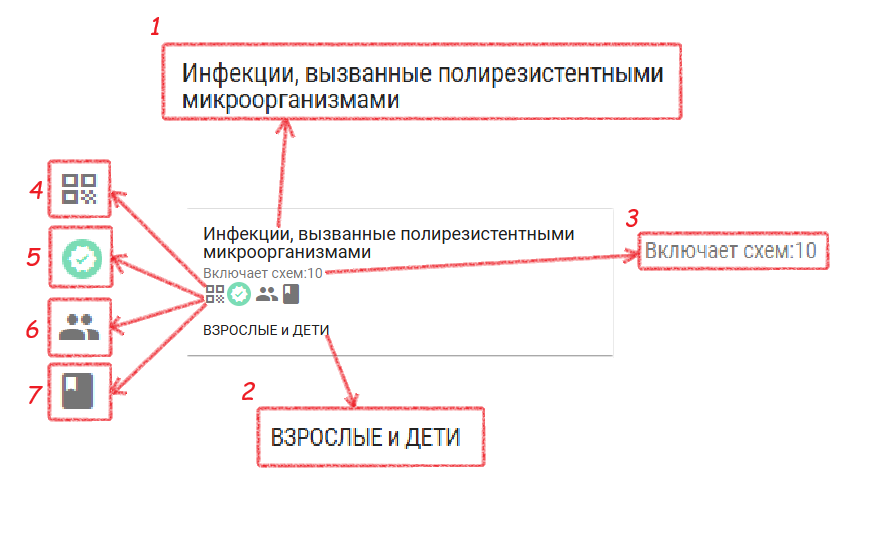 1
Инфекции, вызванные полирезистентными
микроорганизмами
4
5
6
7
Инфекции, вызванные полирезистентными
микроорганизмами
Включает схем:10
ВЗРОСЛЫЕ и ДЕТИ
3
Включает схем:10
2
ВЗРОСЛЫЕ и ДЕТИ